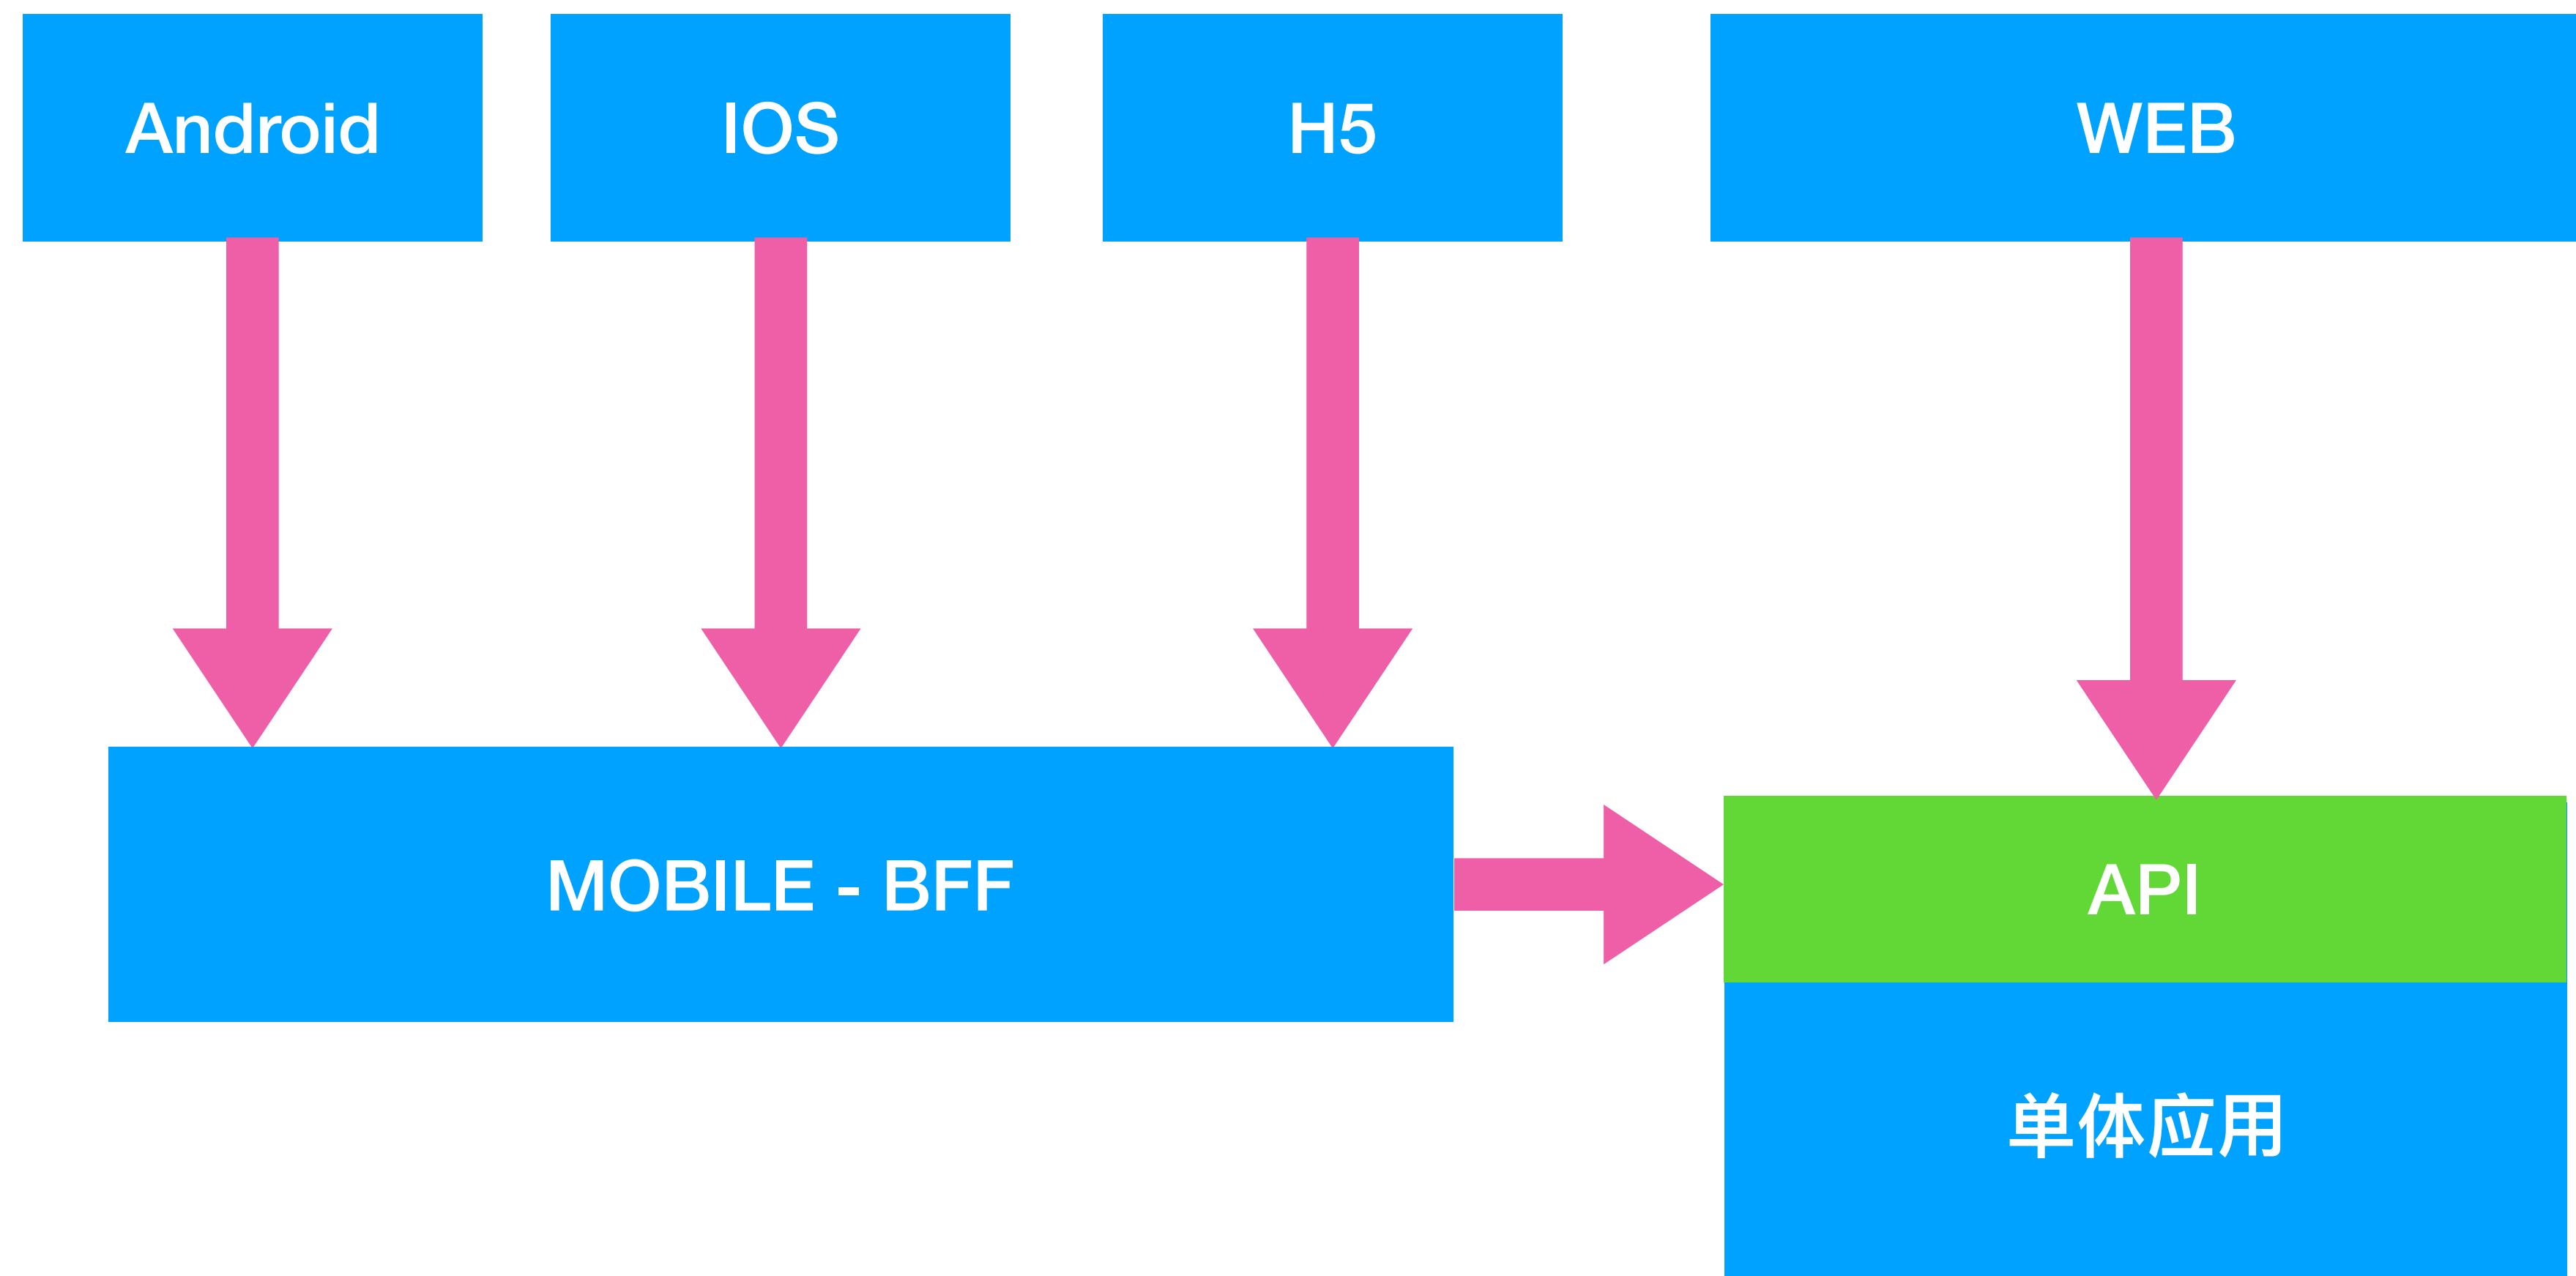 Android
IOS
H5
WEB
MOBILE - BFF
API
单体应用